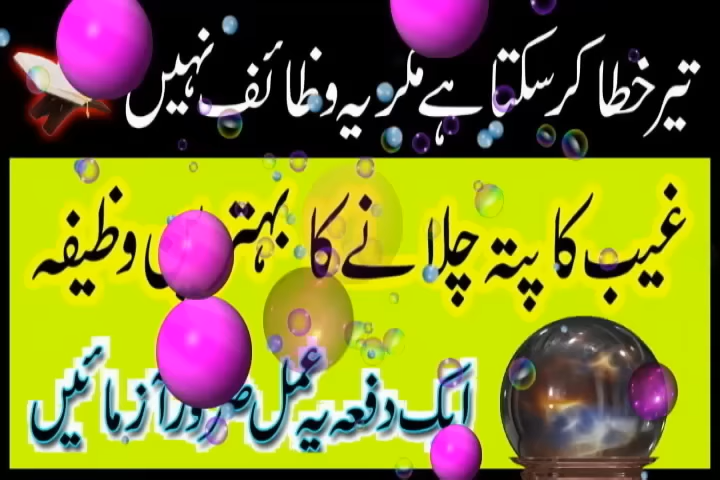 تیر خطا کر سکتا ہے مگر یہ وظائف نہیں
غیب کا پتہ چلانے کا بہترین وظیفہ
ایک دفعہ یہ عمل ضرور آزمائیں